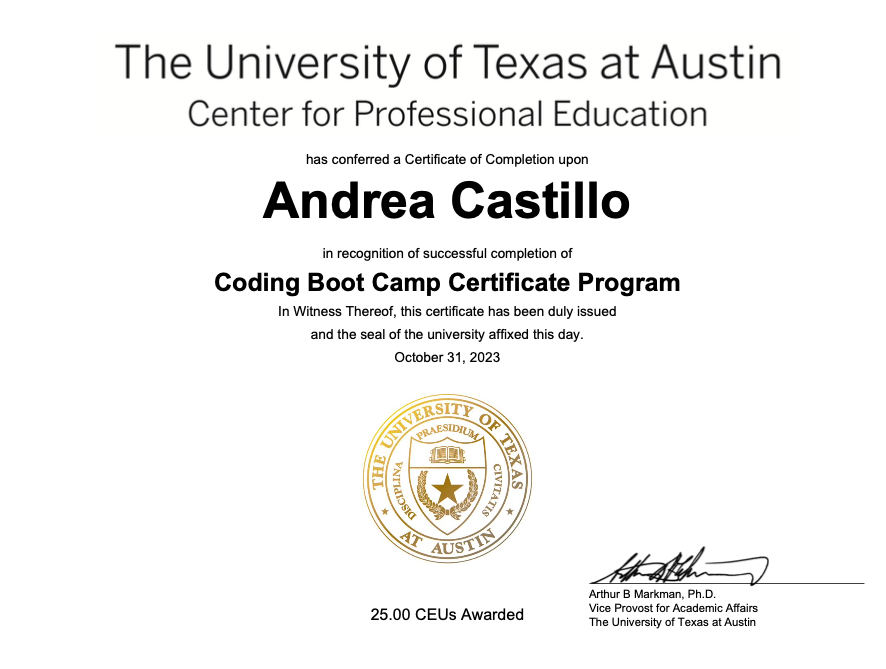 The University of Texas at Austin
Center for Professional Education
has conferred a Certificate of Completion upon
Andrea Castillo
in recognition of successful completion of
Coding Boot Camp Certificate Program
In Witness Thereof, this certificate has been duly issued
and the seal of the university affixed this day.
October 31, 2023
THE UNIVERSITY OF TEXAS
AT AUSTIN
PRAESIDIUM
DISCIPLINA
CIVITATIS
25.00 CEUs Awarded
Arthur B Markman, Ph.D.
Vice Provost for Academic Affairs
The University of Texas at Austin